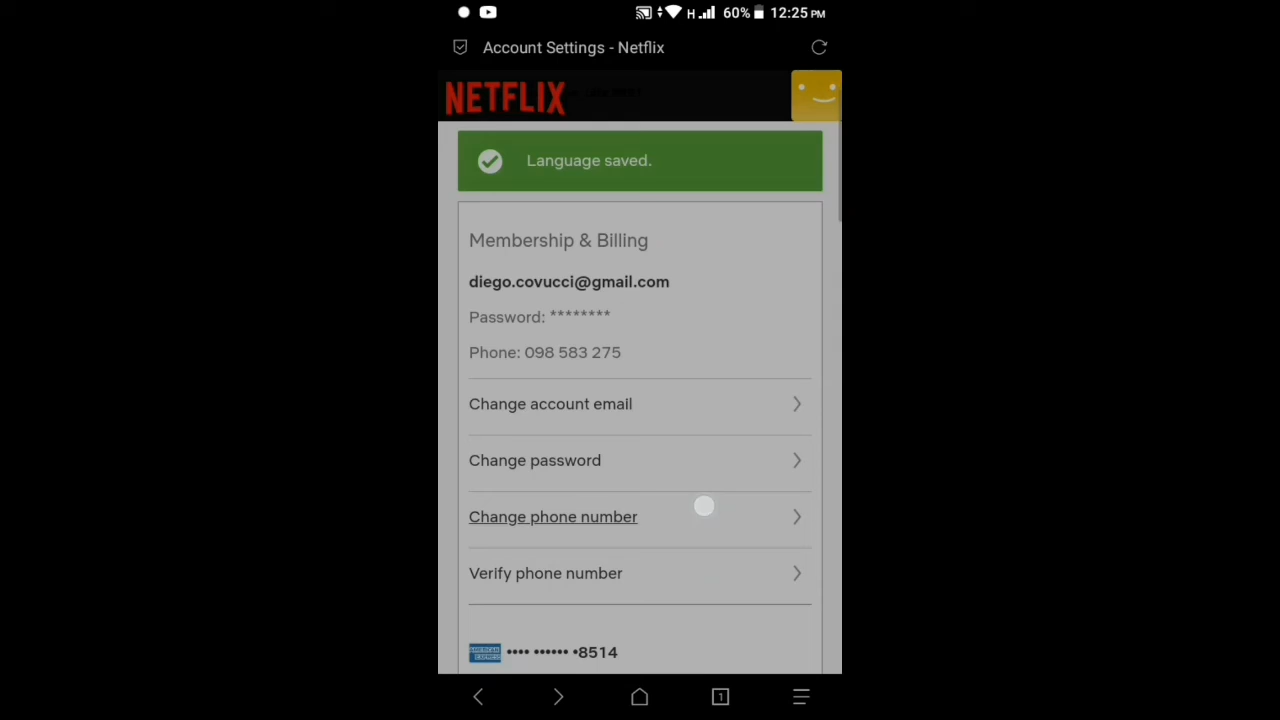 H 60% 12:25 PM
Account Settings - Netflix
NETFLIX
Language saved.
Membership & Billing
diego.covucci@gmail.com
Password: ********
Phone: 098 583 275
Change account email
Change password
Change phone number
Verify phone number
AMERICAN EXPRESS •••• •••••• •8514
1